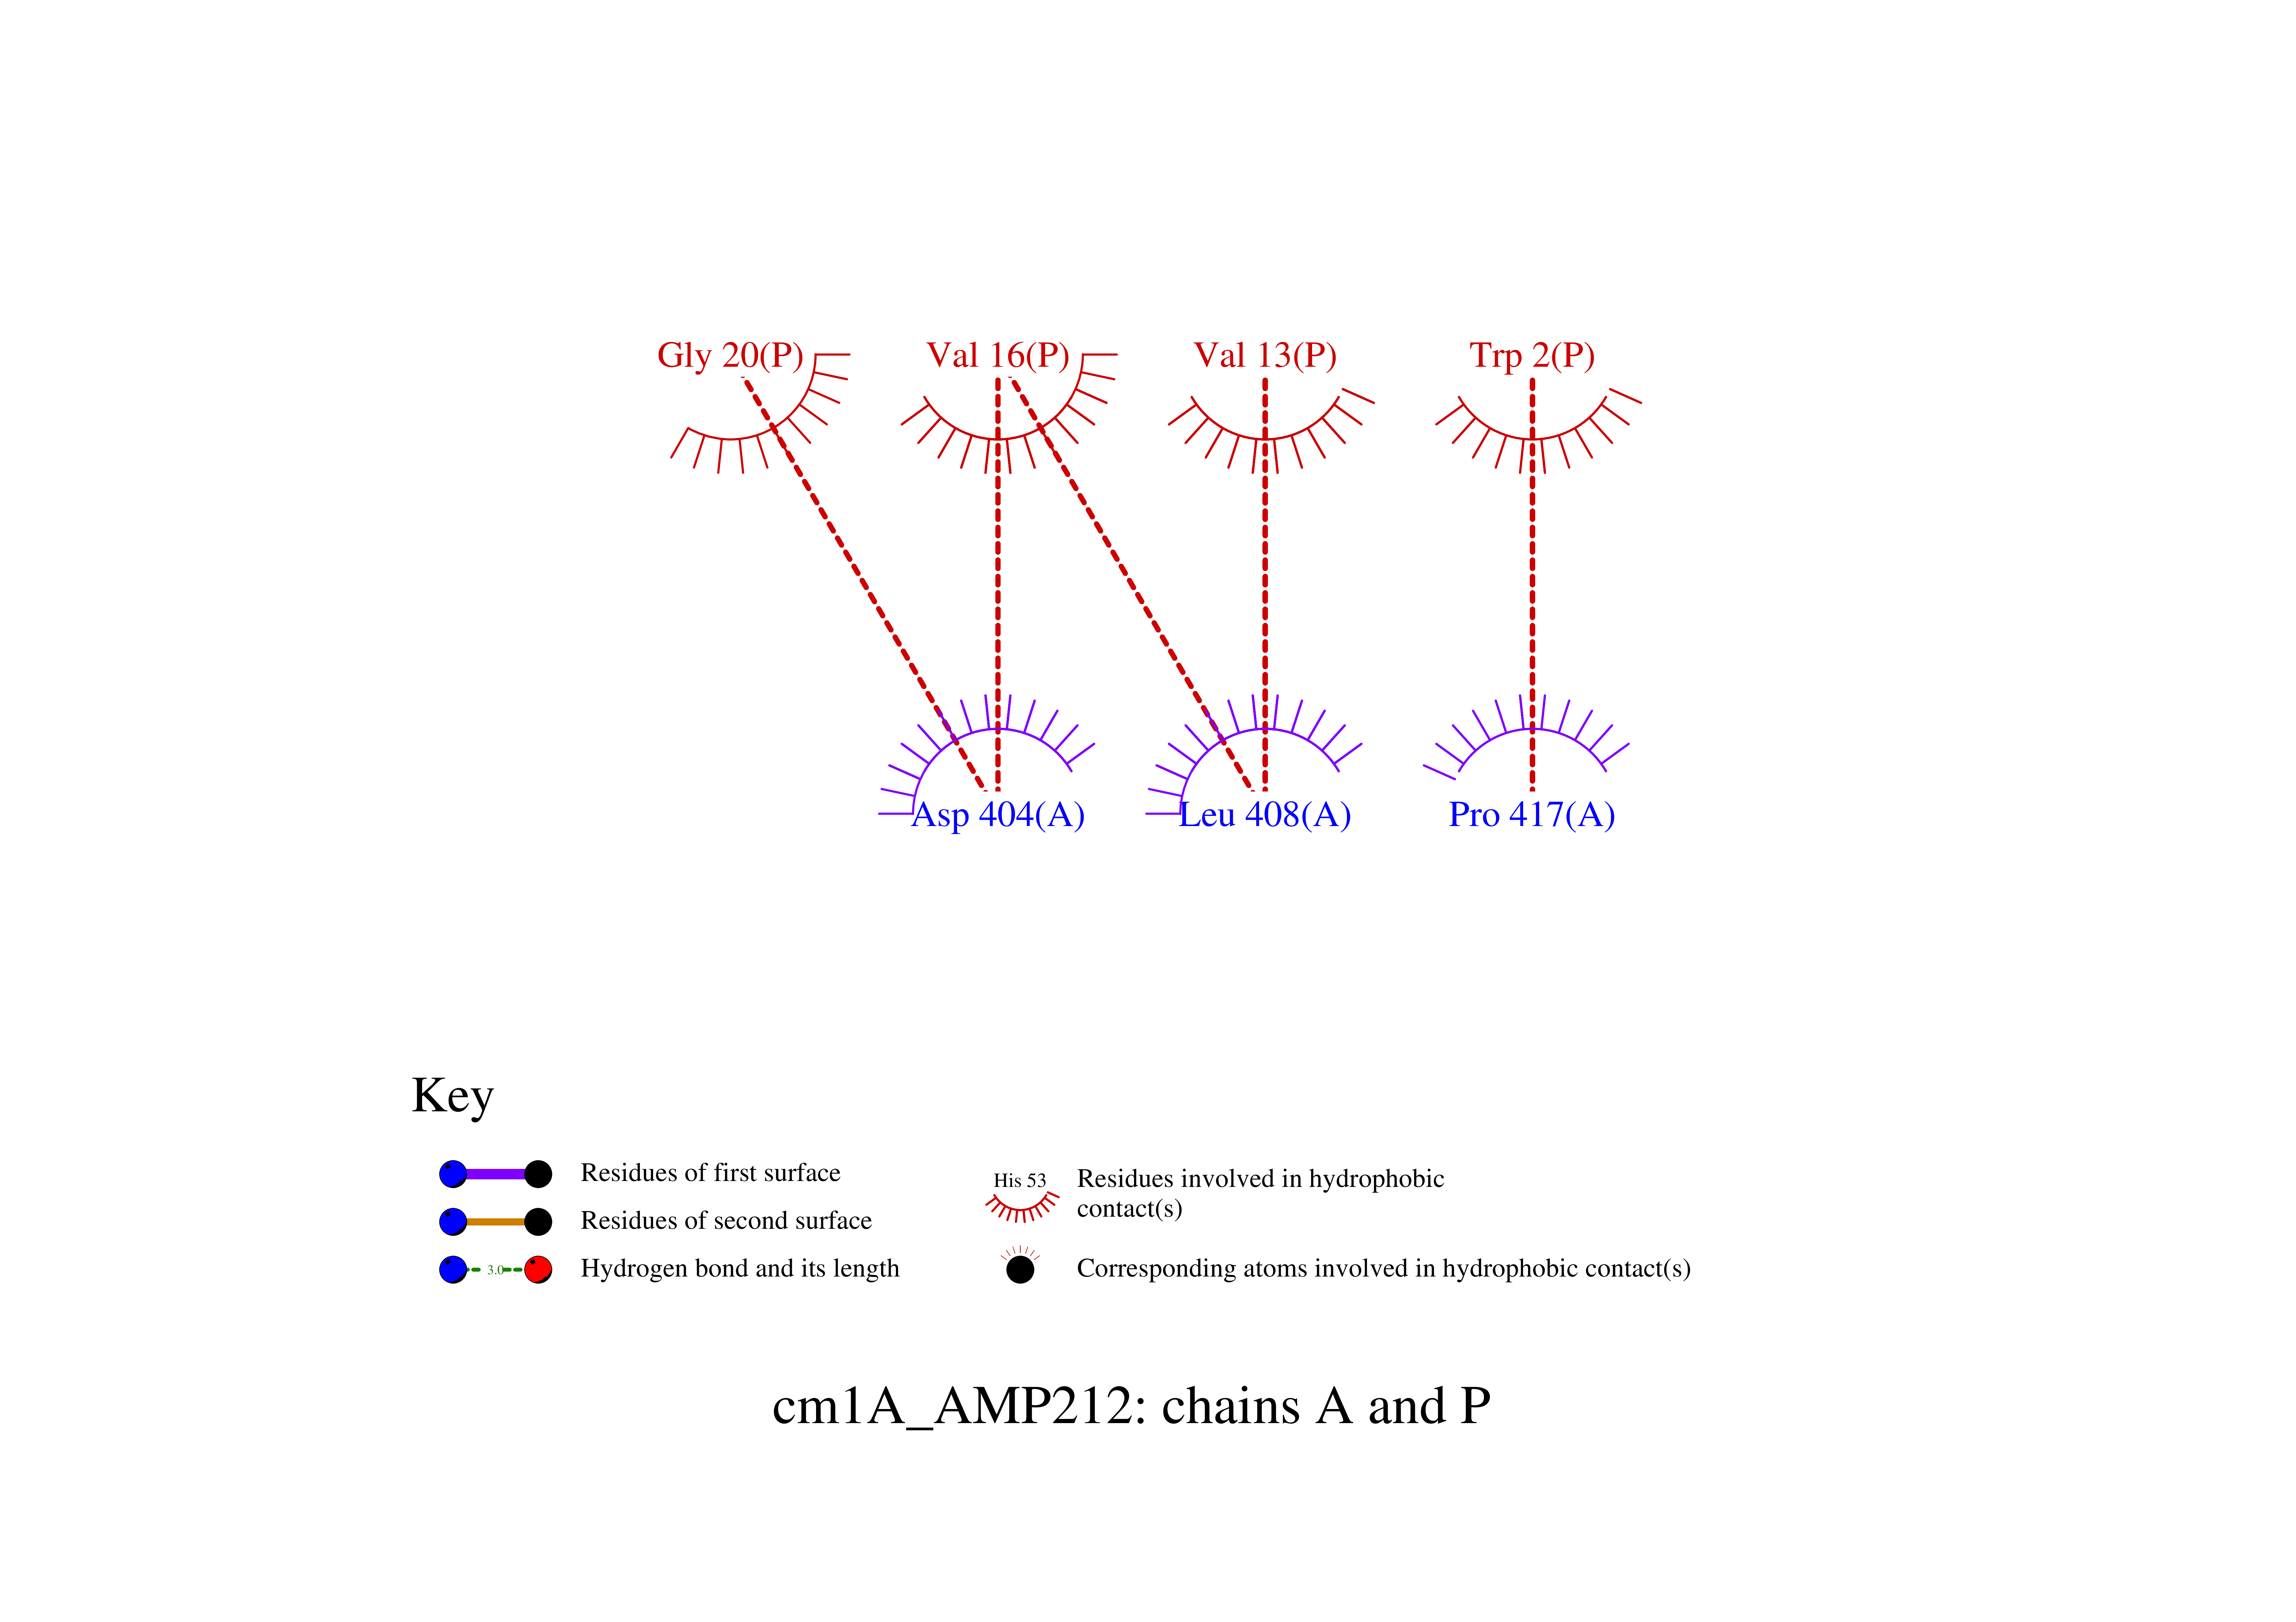 Gly 20(P) Val 16(P) Val 13(P) Trp 2(P)
Asp 404(A) Leu 408(A) Pro 417(A)
Key
Residues of first surface
Residues of second surface
3.0 Hydrogen bond and its length
His 53 Residues involved in hydrophobic
contact(s)
Corresponding atoms involved in hydrophobic contact(s)
cm1A_AMP212: chains A and P